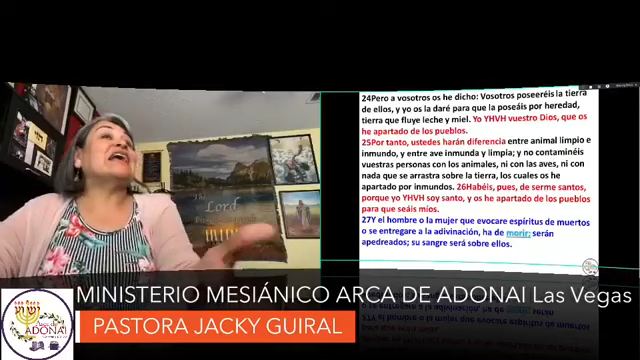 24Pero a vosotros os he dicho: Vosotros poseeréis la tierra
de ellos, y yo os la daré para que la poseáis por heredad,
tierra que fluye leche y miel. Yo YHVH vuestro Dios, que os
he apartado de los pueblos.
25Por tanto, ustedes harán diferencia entre animal limpio e
inmundo, y entre ave inmunda y limpia; y no contaminéis
vuestras personas con los animales, ni con las aves, ni con
nada que se arrastra sobre la tierra, los cuales os he
apartado por inmundos. 26Habéis, pues, de serme santos,
porque yo YHVH soy santo, y os he apartado de los pueblos
para que seáis míos.
27Y el hombre o la mujer que evocare espíritus de muertos
o se entregare a la adivinación, ha de morir; serán
apedreados; su sangre será sobre ellos.
The
Lord
MINISTERIO MESIÁNICO ARCA DE ADONAI Las Vegas
PASTORA JACKY GUIRAL
Arca de
ADONAI